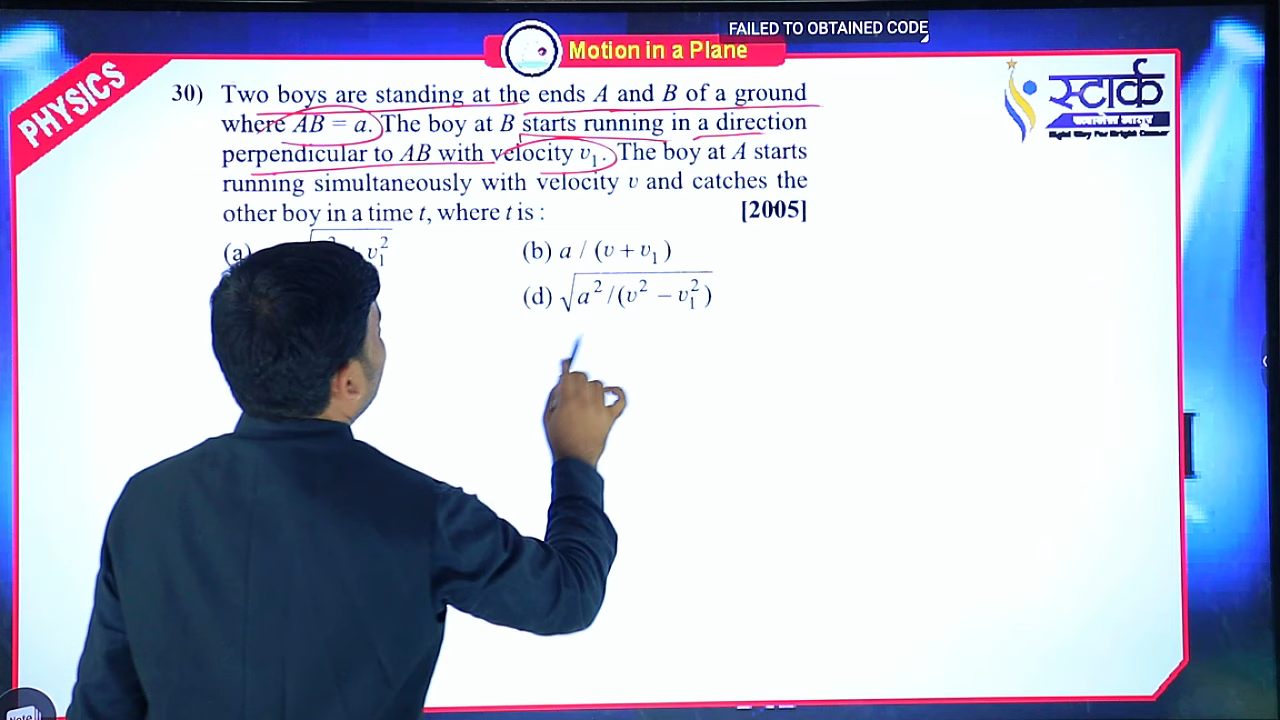 FAILED TO OBTAINED CODE
Motion in a Plane
PHYSICS
स्टार्क
30) Two boys are standing at the ends A and B of a ground
where AB = a. The boy at B starts running in a direction
perpendicular to AB with velocity v₁. The boy at A starts
running simultaneously with velocity v and catches the
other boy in a time t, where t is : [2005]
(a) v₁²
(b) a / (v + v₁)
(d) √a²/(v² − v₁²)
Note